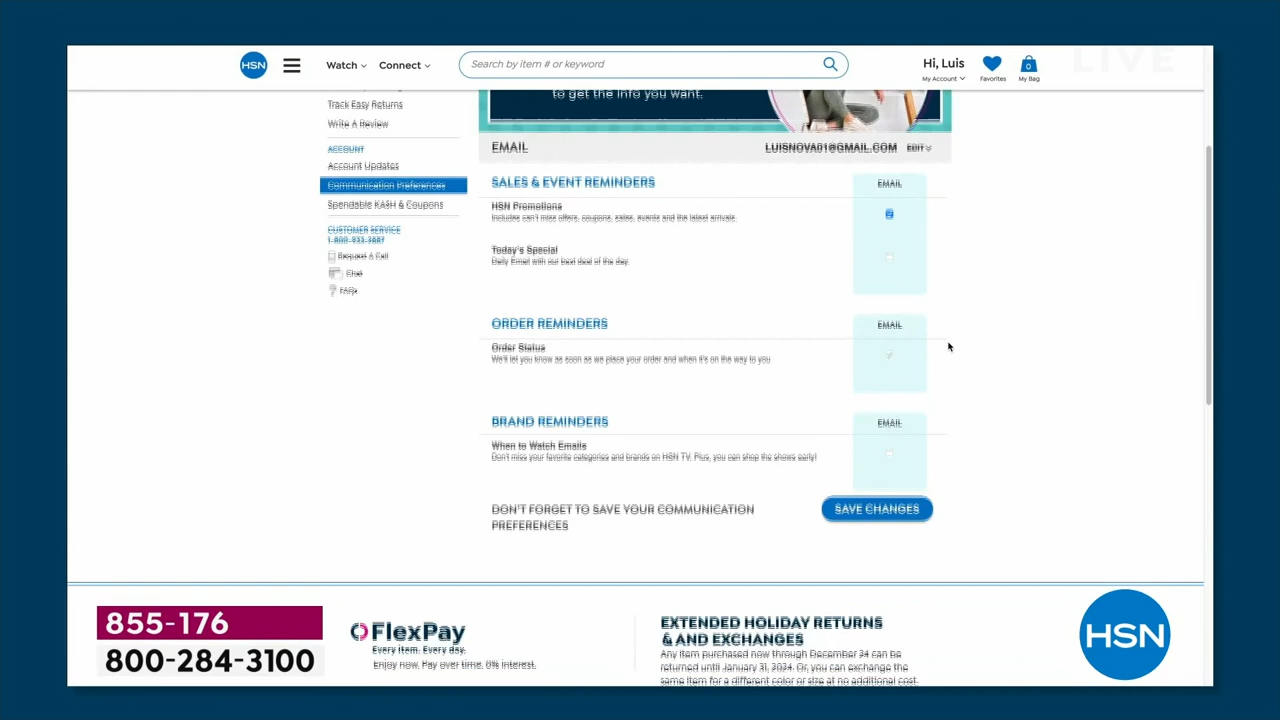 LIVE
HSN
Watch
Connect
Search by item # or keyword
Hi, Luis
My Account
Favorites
0
My Bag
Track Easy Returns
Write A Review
ACCOUNT
Account Updates
Communication Preferences
Spendable KA$H & Coupons
CUSTOMER SERVICE
1-800-933-2887
Request A Call
Chat
FAQs
to get the info you want.
EMAIL
LUISNOVA01@GMAIL.COM EDIT
SALES & EVENT REMINDERS
EMAIL
HSN Promotions
Includes can't miss offers, coupons, sales, events and the latest arrivals.
Today's Special
Daily Email with our best deal of the day.
ORDER REMINDERS
EMAIL
Order Status
We'll let you know as soon as we place your order and when it's on the way to you
BRAND REMINDERS
EMAIL
When to Watch Emails
Don't miss your favorite categories and brands on HSN TV. Plus, you can shop the shows early!
DON'T FORGET TO SAVE YOUR COMMUNICATION
PREFERENCES
SAVE CHANGES
855-176
800-284-3100
FlexPay
Every item. Every day.
Enjoy now. Pay over time. 0% interest.
EXTENDED HOLIDAY RETURNS
& AND EXCHANGES
Any item purchased now through December 24 can be
returned until January 31, 2024. Or, you can exchange the
same item for a different color or size at no additional cost.
HSN